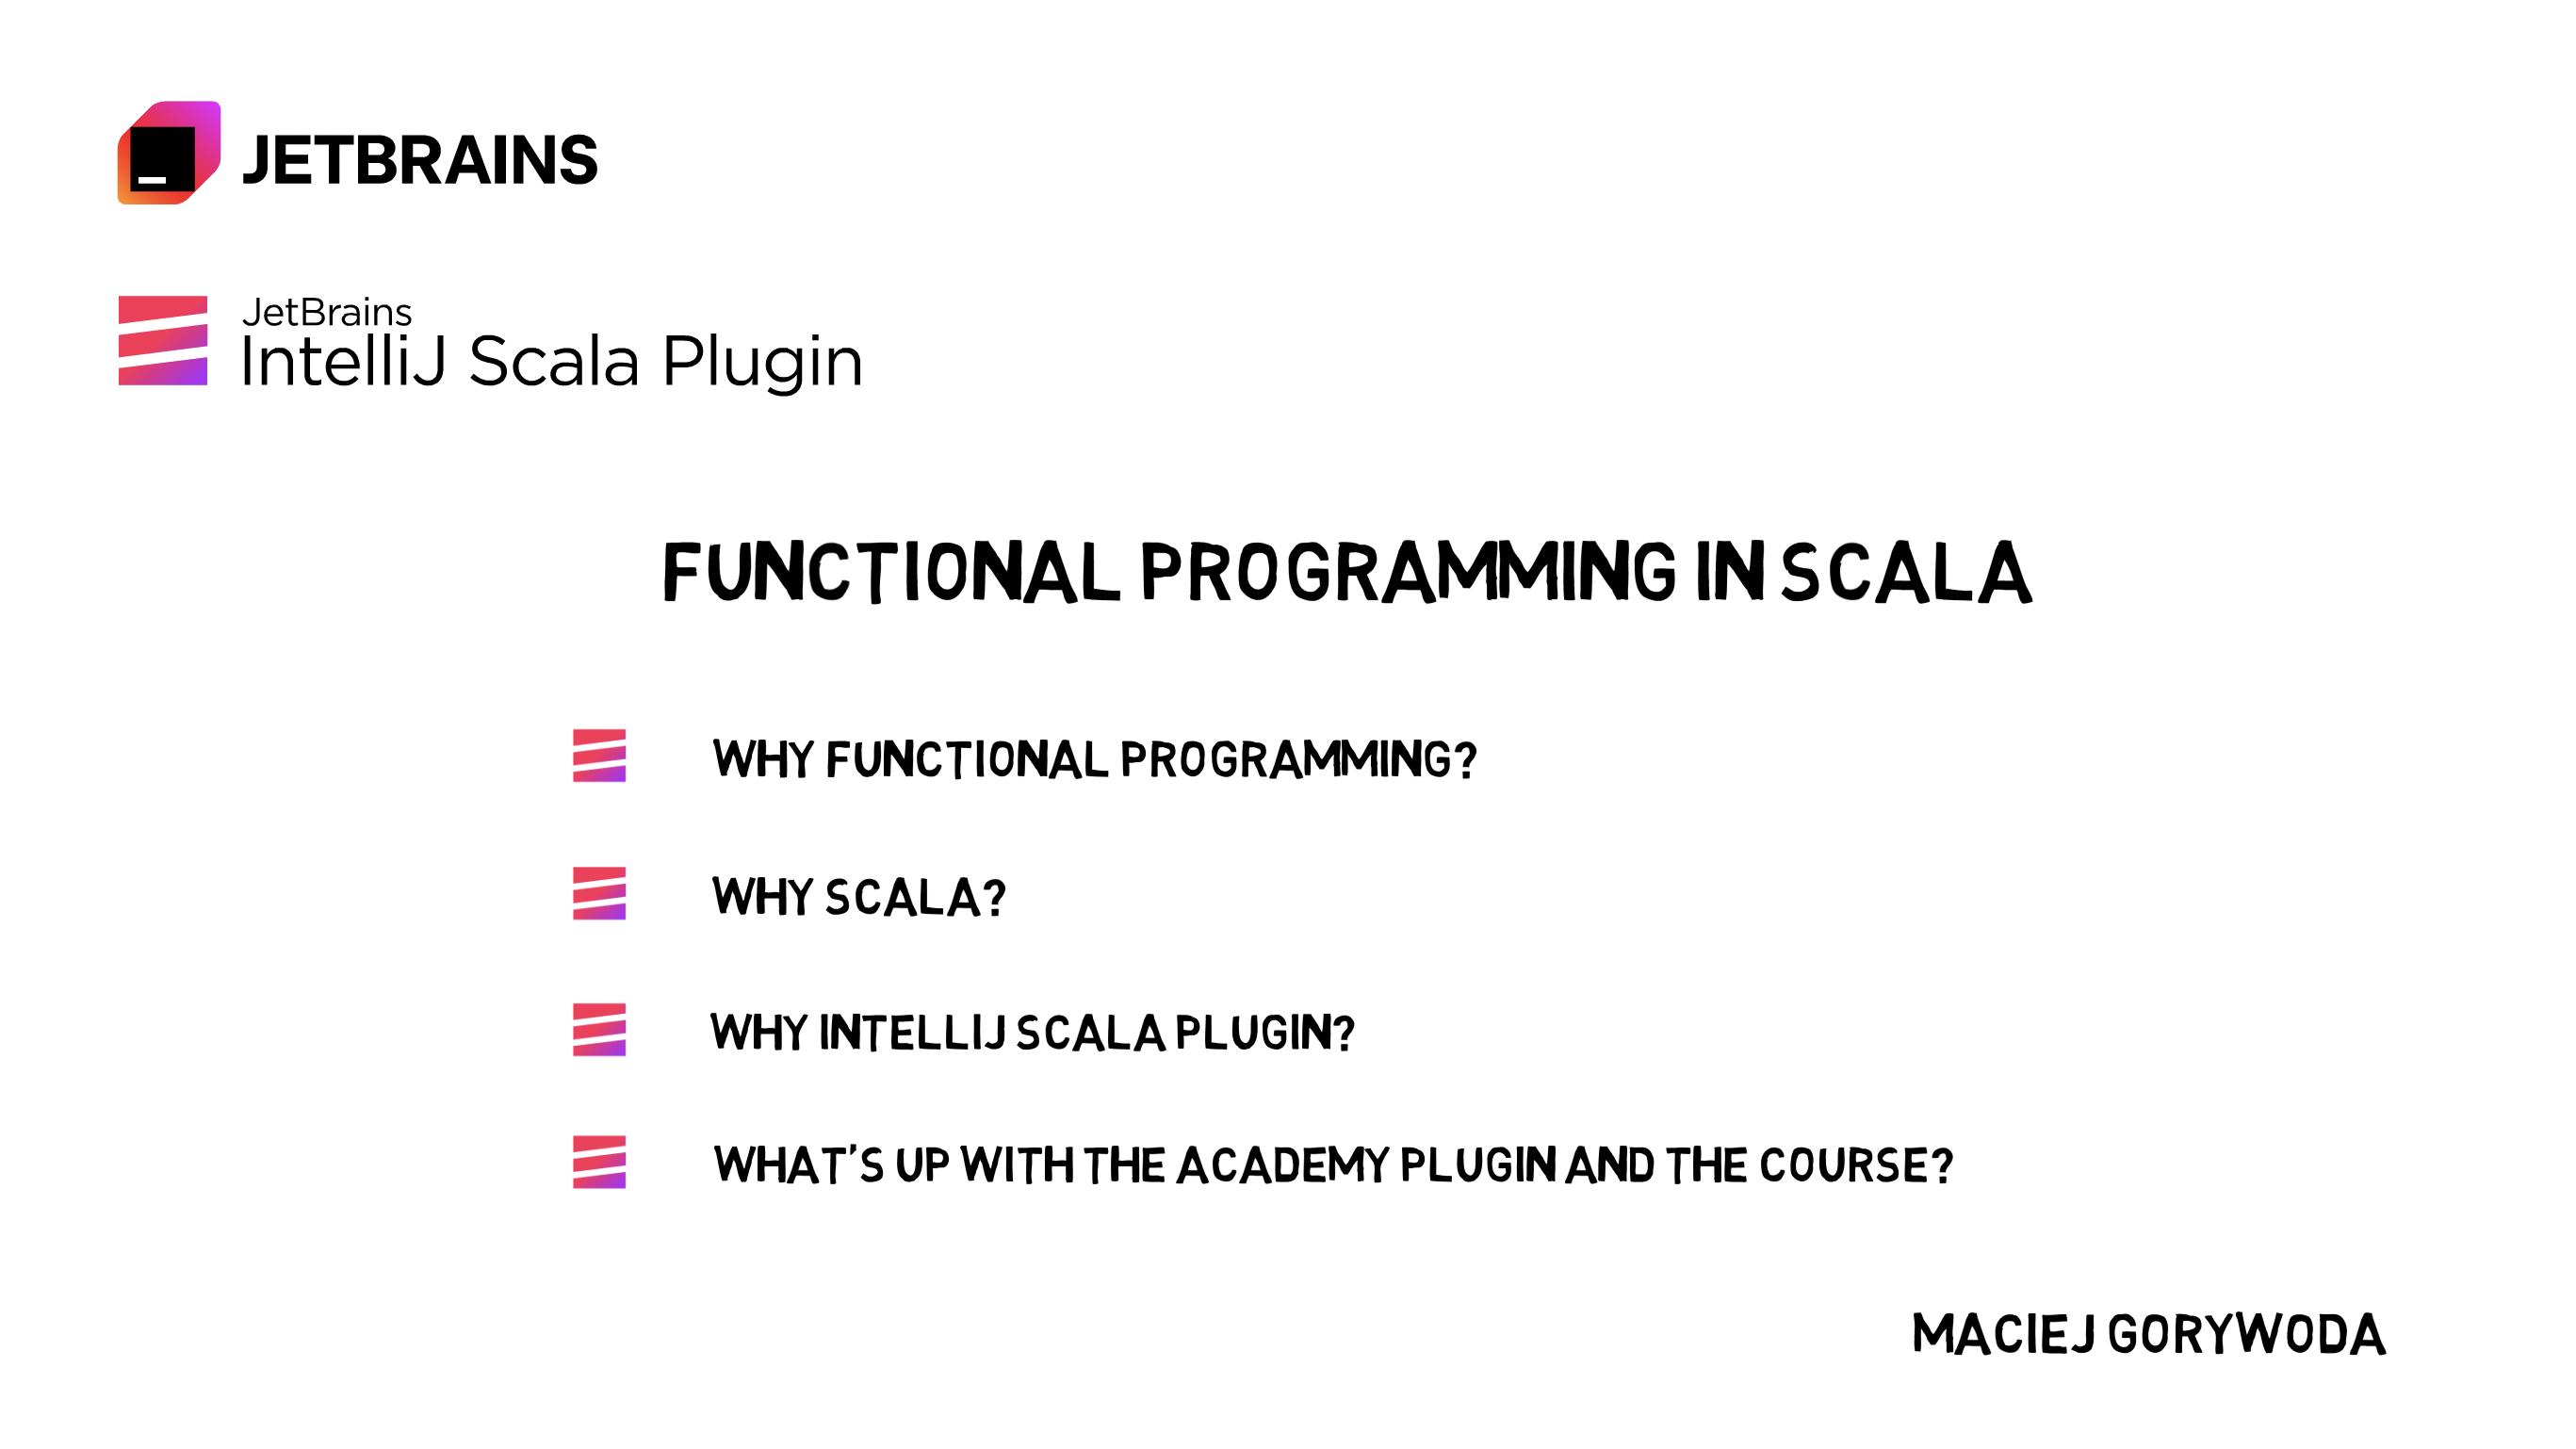 JETBRAINS
JetBrains
IntelliJ Scala Plugin
FUNCTIONAL PROGRAMMING IN SCALA
WHY FUNCTIONAL PROGRAMMING?
WHY SCALA?
WHY INTELLIJ SCALA PLUGIN?
WHAT'S UP WITH THE ACADEMY PLUGIN AND THE COURSE?
MACIEJ GORYWODA